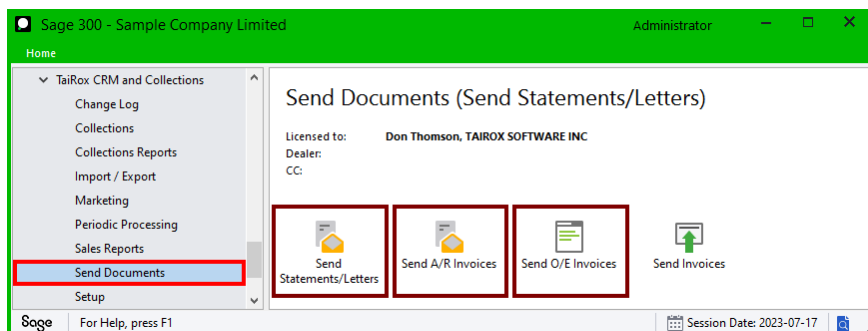 Sage 300 - Sample Company Limited
Administrator
Home
TaiRox CRM and Collections
Change Log
Collections
Collections Reports
Import / Export
Marketing
Periodic Processing
Sales Reports
Send Documents
Setup
Send Documents (Send Statements/Letters)
Licensed to: Don Thomson, TAIROX SOFTWARE INC
Dealer:
CC:
Send
Statements/Letters
Send A/R Invoices
Send O/E Invoices
Send Invoices
Sage
For Help, press F1
Session Date: 2023-07-17